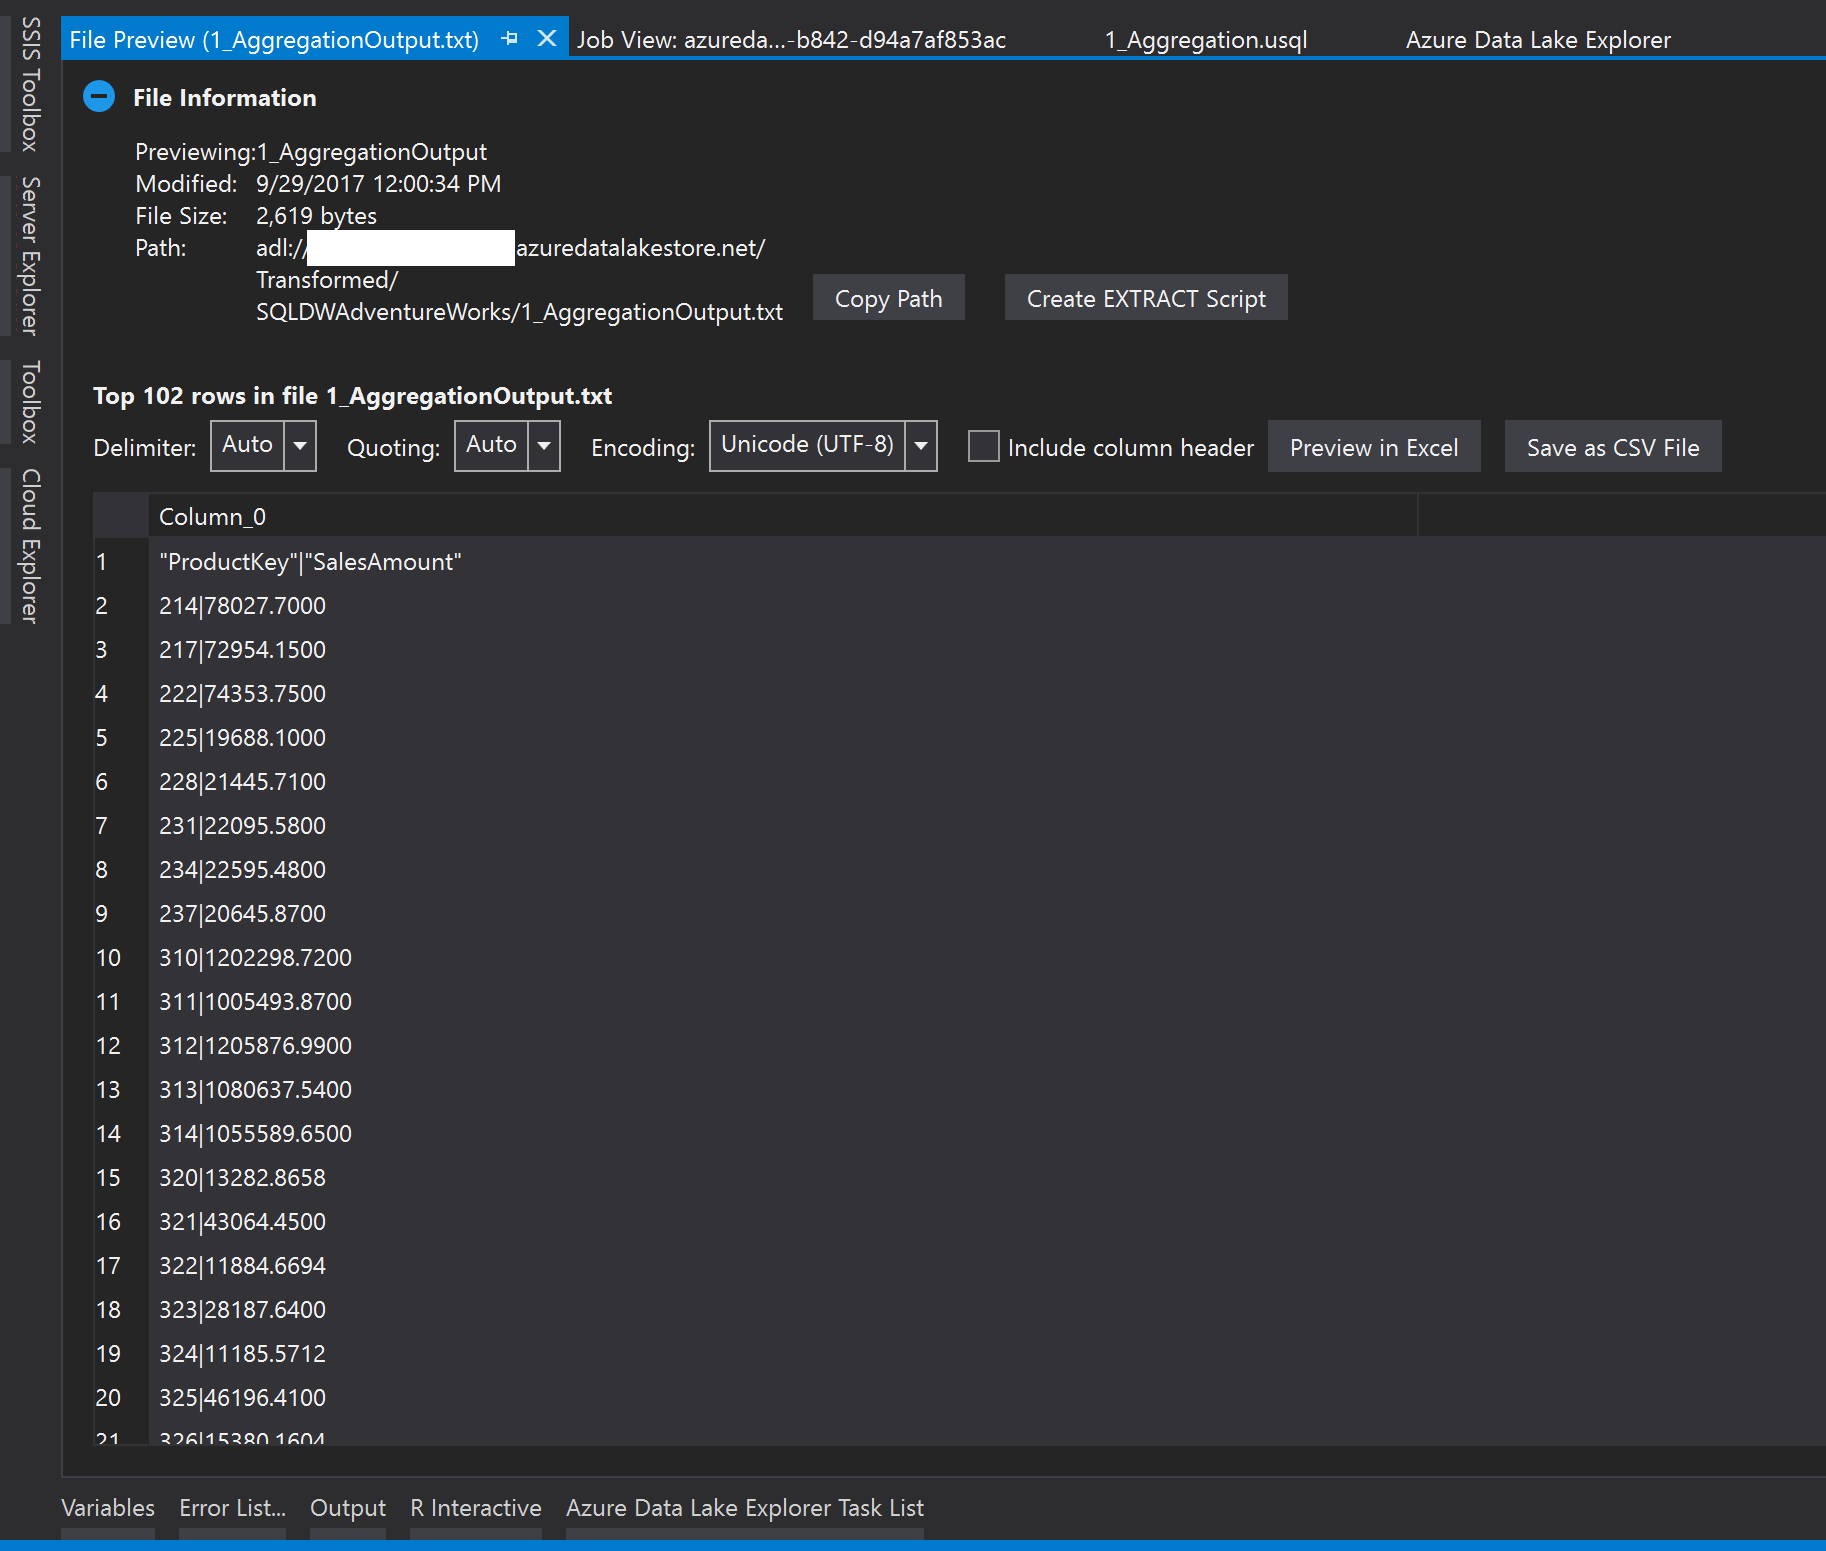 SSIS Toolbox
Server Explorer
Toolbox
Cloud Explorer
File Preview (1_AggregationOutput.txt) Job View: azureda...-b842-d94a7af853ac 1_Aggregation.usql Azure Data Lake Explorer
File Information
Previewing:1_AggregationOutput
Modified: 9/29/2017 12:00:34 PM
File Size: 2,619 bytes
Path: adl:// azuredatalakestore.net/
Transformed/
SQLDWAdventureWorks/1_AggregationOutput.txt Copy Path Create EXTRACT Script
Top 102 rows in file 1_AggregationOutput.txt
Delimiter: Auto Quoting: Auto Encoding: Unicode (UTF-8) Include column header Preview in Excel Save as CSV File
Column_0
1 "ProductKey"|"SalesAmount"
2 214|78027.7000
3 217|72954.1500
4 222|74353.7500
5 225|19688.1000
6 228|21445.7100
7 231|22095.5800
8 234|22595.4800
9 237|20645.8700
10 310|1202298.7200
11 311|1005493.8700
12 312|1205876.9900
13 313|1080637.5400
14 314|1055589.6500
15 320|13282.8658
16 321|43064.4500
17 322|11884.6694
18 323|28187.6400
19 324|11185.5712
20 325|46196.4100
21 326|15380.1604
Variables Error List... Output R Interactive Azure Data Lake Explorer Task List